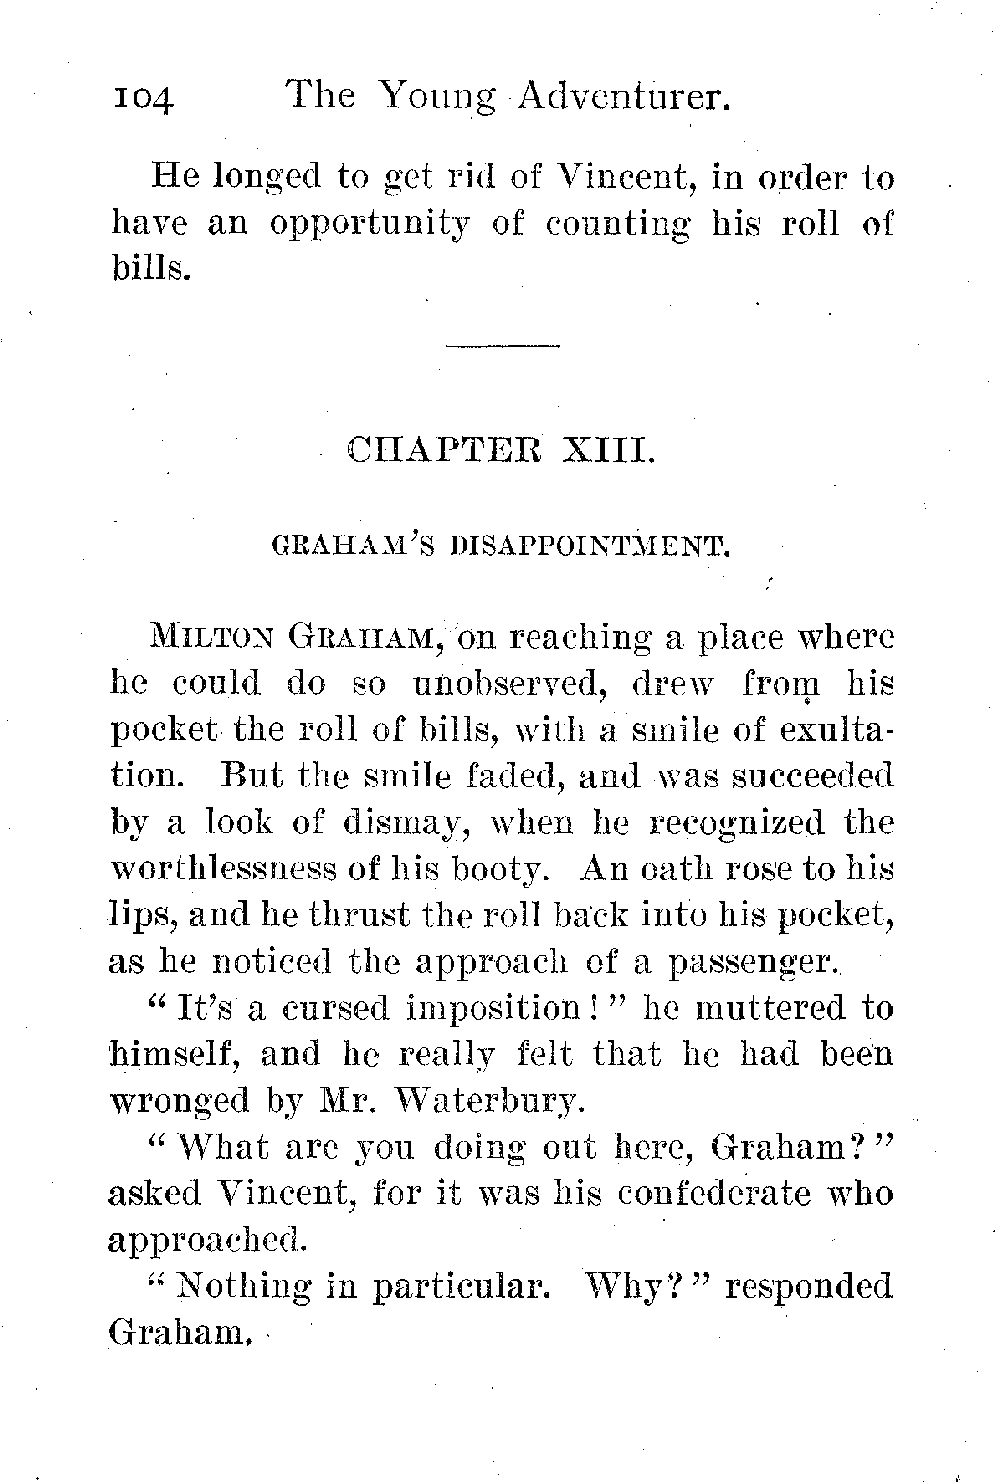 104 The Young Adventurer.
He longed to get rid of Vincent, in order to
have an opportunity of counting his roll of
bills.
CHAPTER XIII.
GRAHAM'S DISAPPOINTMENT.
MILTON GRAHAM, on reaching a place where
he could do so unobserved, drew from his
pocket the roll of bills, with a smile of exulta-
tion. But the smile faded, and was succeeded
by a look of dismay, when he recognized the
worthlessness of his booty. An oath rose to his
lips, and he thrust the roll back into his pocket,
as he noticed the approach of a passenger.
“ It's a cursed imposition! ” he muttered to
himself, and he really felt that he had been
wronged by Mr. Waterbury.
“ What are you doing out here, Graham? ”
asked Vincent, for it was his confederate who
approached.
“ Nothing in particular. Why? ” responded
Graham.